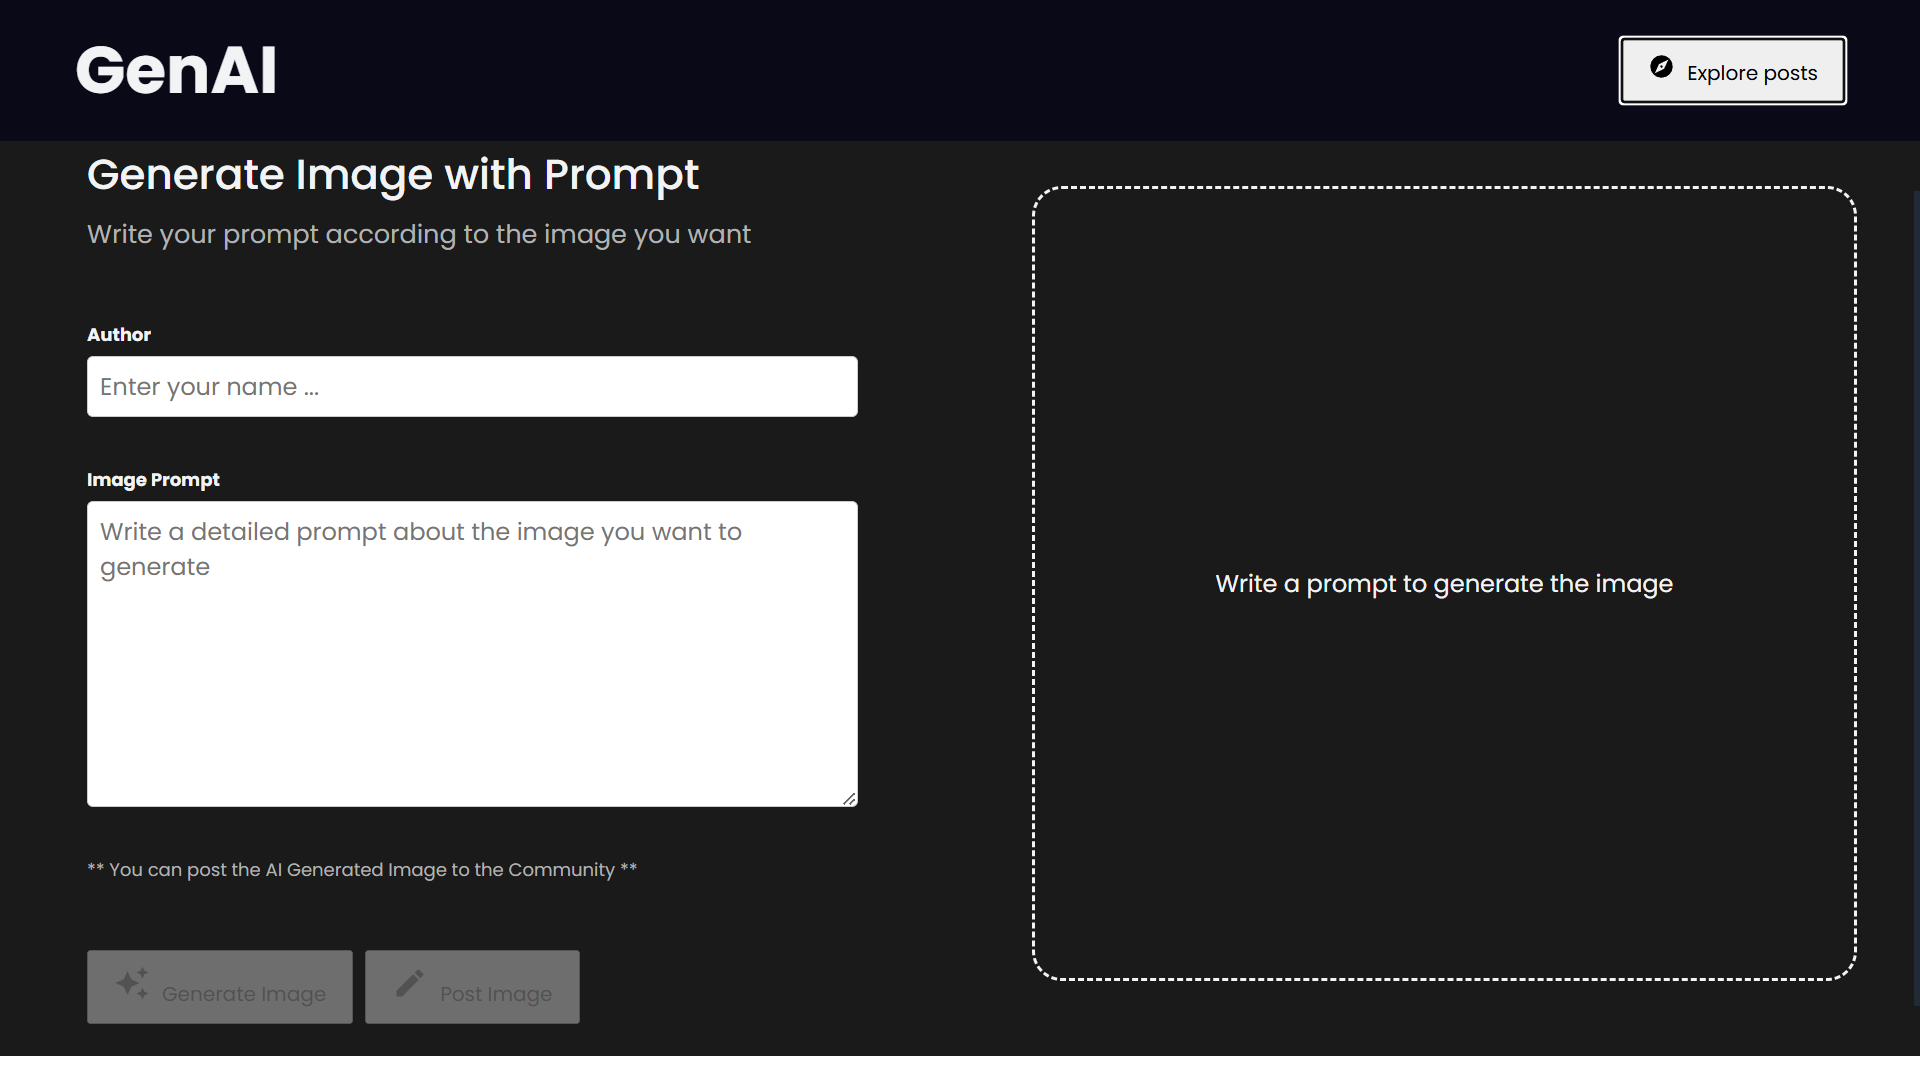 GenAI
Explore posts
Generate Image with Prompt
Write your prompt according to the image you want
Author
Enter your name ...
Image Prompt
Write a detailed prompt about the image you want to
generate
Write a prompt to generate the image
** You can post the AI Generated Image to the Community **
Generate Image
Post Image